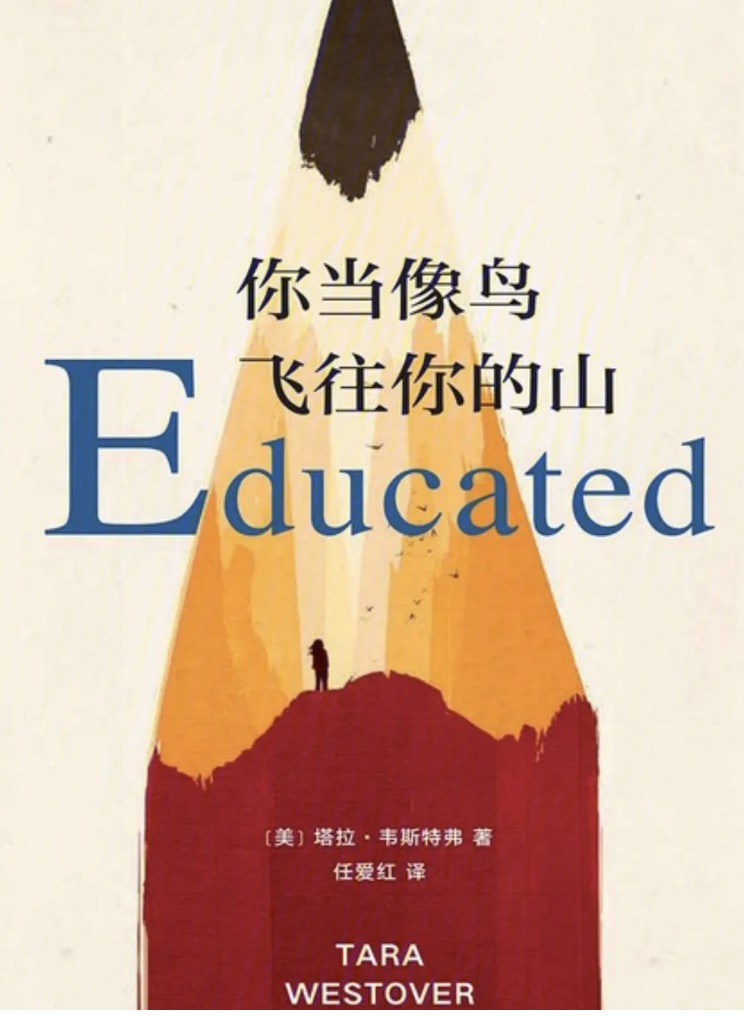 你当像鸟
飞往你的山
Educated
〔美〕塔拉·韦斯特弗 著
任爱红 译
TARA
WESTOVER